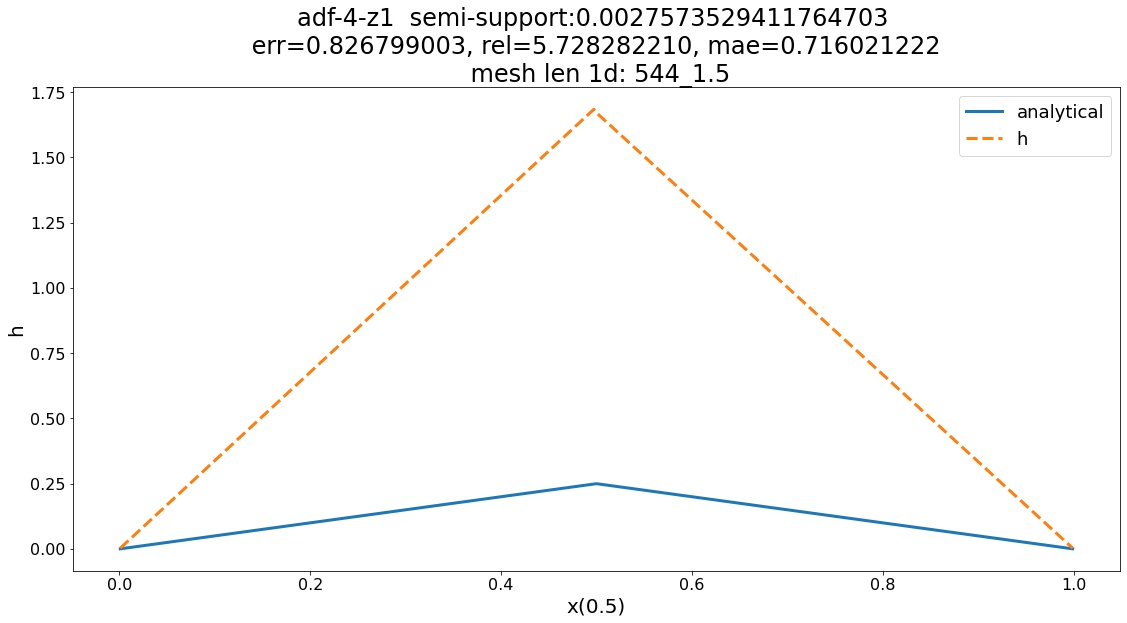 adf-4-z1  semi-support:0.0027573529411764703
err=0.826799003, rel=5.728282210, mae=0.716021222
mesh len 1d: 544_1.5
analytical
h
1.75
1.50
1.25
1.00
0.75
0.50
0.25
0.00
h
0.0 0.2 0.4 0.6 0.8 1.0
x(0.5)